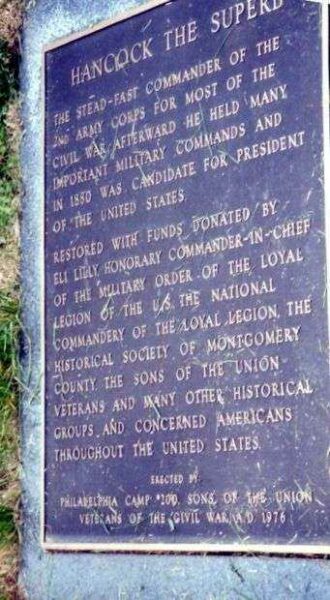 HANCOCK THE SUPERB
THE STEAD-FAST COMMANDER OF THE
2ND ARMY CORPS FOR MOST OF THE
CIVIL WAR. AFTERWARD HE HELD MANY
IMPORTANT MILITARY COMMANDS AND
IN 1880 WAS CANDIDATE FOR PRESIDENT
OF THE UNITED STATES.
RESTORED WITH FUNDS DONATED BY
ELI LILLY, HONORARY COMMANDER-IN-CHIEF
OF THE MILITARY ORDER OF THE LOYAL
LEGION OF THE U.S. THE NATIONAL
COMMANDERY OF THE LOYAL LEGION, THE
HISTORICAL SOCIETY OF MONTGOMERY
COUNTY, THE SONS OF THE UNION
VETERANS AND MANY OTHER HISTORICAL
GROUPS AND CONCERNED AMERICANS
THROUGHOUT THE UNITED STATES.
ERECTED BY
PHILADELPHIA CAMP #200, SONS OF THE UNION
VETERANS OF THE CIVIL WAR, A.D. 1976